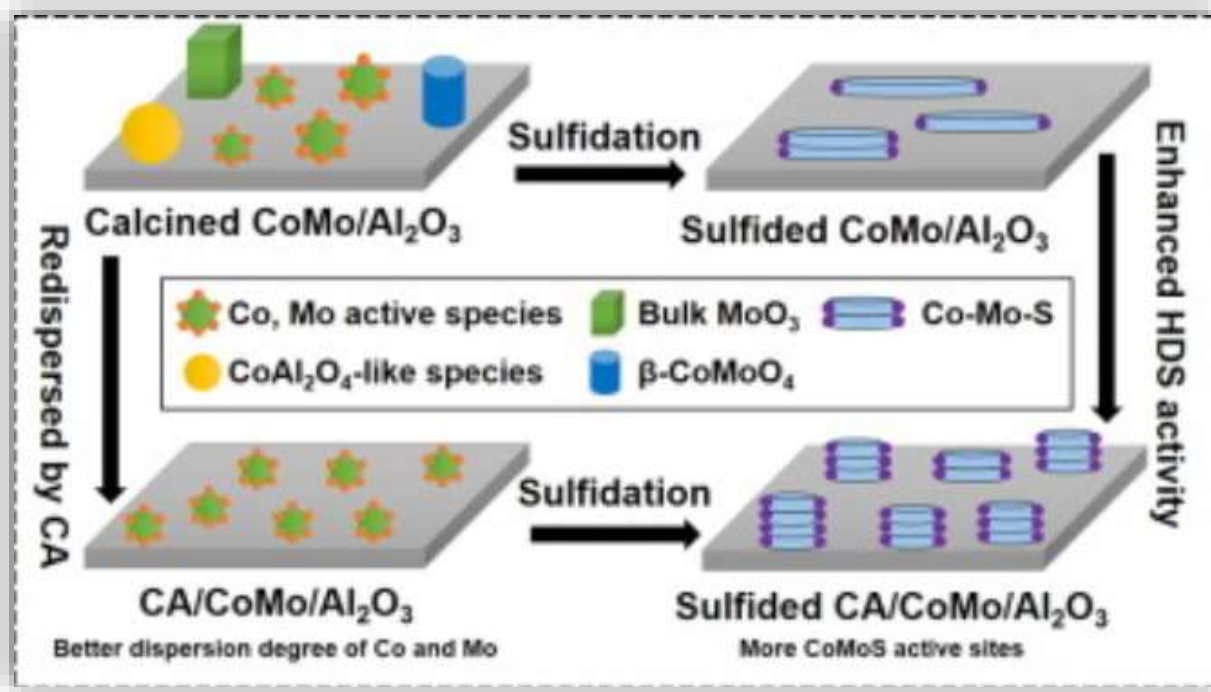 Sulfidation
Calcined CoMo/Al₂O₃
Sulfided CoMo/Al₂O₃
Redispersed by CA
Enhanced HDS activity
Co, Mo active species
Bulk MoO₃
Co-Mo-S
CoAl₂O₄-like species
β-CoMoO₄
Sulfidation
CA/CoMo/Al₂O₃
Better dispersion degree of Co and Mo
Sulfided CA/CoMo/Al₂O₃
More CoMoS active sites